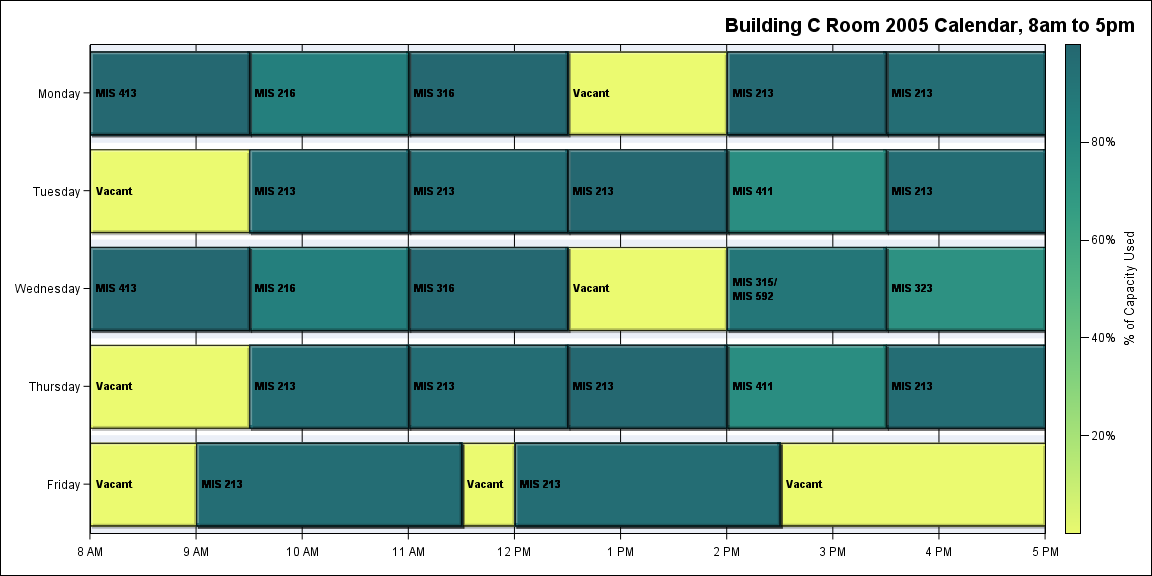 Building C Room 2005 Calendar, 8am to 5pm
Monday
MIS 413
MIS 216
MIS 316
Vacant
MIS 213
MIS 213
Tuesday
Vacant
MIS 213
MIS 213
MIS 213
MIS 411
MIS 213
Wednesday
MIS 413
MIS 216
MIS 316
Vacant
MIS 315/
MIS 592
MIS 323
Thursday
Vacant
MIS 213
MIS 213
MIS 213
MIS 411
MIS 213
Friday
Vacant
MIS 213
Vacant
MIS 213
Vacant
8 AM
9 AM
10 AM
11 AM
12 PM
1 PM
2 PM
3 PM
4 PM
5 PM
80%
60%
40%
20%
% of Capacity Used